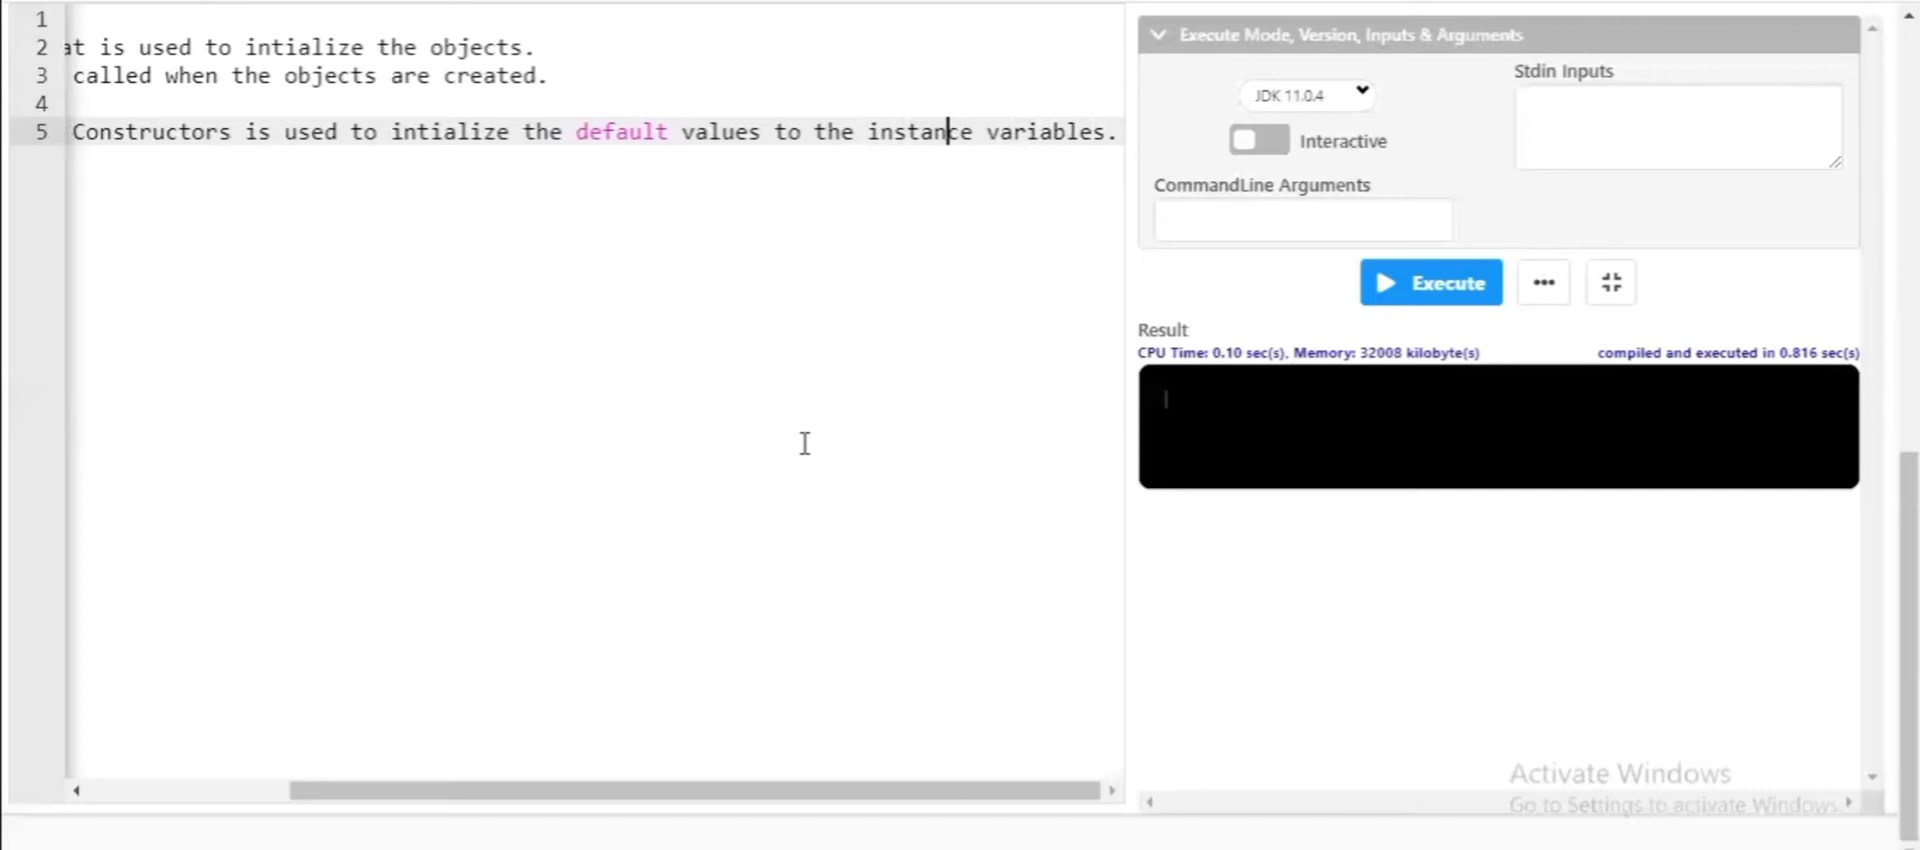 1
2 at is used to intialize the objects.
3 called when the objects are created.
4
5 Constructors is used to intialize the default values to the instance variables.
Execute Mode, Version, Inputs & Arguments
JDK 11.0.4
Stdin Inputs
Interactive
CommandLine Arguments
Execute
Result
CPU Time: 0.10 sec(s), Memory: 32008 kilobyte(s)
compiled and executed in 0.816 sec(s)
Activate Windows
Go to Settings to activate Windows.